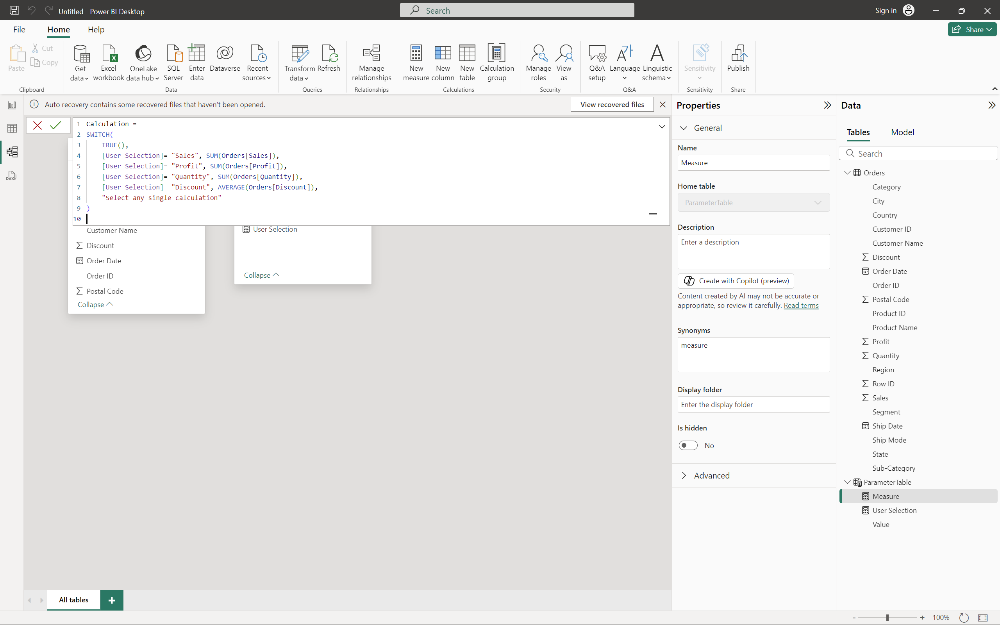 Untitled - Power BI Desktop
Search
Sign in
File
Home
Help
Share
Paste
Cut
Copy
Clipboard
Get data
Excel workbook
OneLake data hub
SQL Server
Enter data
Dataverse
Recent sources
Data
Transform data
Refresh
Queries
Manage relationships
Relationships
New measure
New column
New table
Calculation group
Calculations
Manage roles
View as
Security
Q&A setup
Language
Linguistic schema
Q&A
Sensitivity
Sensitivity
Publish
Share
Auto recovery contains some recovered files that haven't been opened.
View recovered files
1 Calculation =
2 SWITCH(
3 TRUE(),
4 [User Selection]= "Sales", SUM(Orders[Sales]),
5 [User Selection]= "Profit", SUM(Orders[Profit]),
6 [User Selection]= "Quantity", SUM(Orders[Quantity]),
7 [User Selection]= "Discount", AVERAGE(Orders[Discount]),
8 "Select any single calculation"
9 )
10
Customer Name
Discount
Order Date
Order ID
Postal Code
Collapse
User Selection
Collapse
All tables
+
Properties
General
Name
Measure
Home table
ParameterTable
Description
Enter a description
Create with Copilot (preview)
Content created by AI may not be accurate or
appropriate, so review it carefully. Read terms
Synonyms
measure
Display folder
Enter the display folder
Is hidden
No
Advanced
Data
Tables
Model
Search
Orders
Category
City
Country
Customer ID
Customer Name
Discount
Order Date
Order ID
Postal Code
Product ID
Product Name
Profit
Quantity
Region
Row ID
Sales
Segment
Ship Date
Ship Mode
State
Sub-Category
ParameterTable
Measure
User Selection
Value
DAX
- + 100%